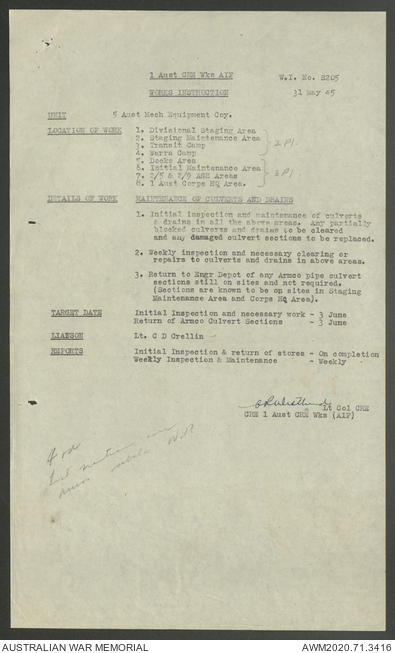 1 Aust CRE Wks AIF W.I. No. S205
WORKS INSTRUCTION 31 May 45
UNIT 5 Aust Mech Equipment Coy.
LOCATION OF WORK 1. Divisional Staging Area
2. Staging Maintenance Area
3. Transit Camp
4. Warra Camp
2 Pl
5. Docks Area
6. Initial Maintenance Area
7. 2/5 & 2/9 AGH Areas
8. 1 Aust Corps HQ Area.
3 Pl
DETAILS OF WORK MAINTENANCE OF CULVERTS AND DRAINS
1. Initial inspection and maintenance of culverts
& drains in all the above areas. Any partially
blocked culverts and drains to be cleared
and any damaged culvert sections to be replaced.
2. Weekly inspection and necessary clearing or
repairs to culverts and drains in above areas.
3. Return to Engr Depot of any Armco pipe culvert
sections still on sites and not required.
(Sections are known to be on sites in Staging
Maintenance Area and Corps HQ Area).
TARGET DATE Initial Inspection and necessary work - 3 June
Return of Armco Culvert Sections - 3 June
LIAISON Lt. C D Crellin -
REPORTS Initial Inspection & return of stores - On completion
Weekly Inspection & Maintenance - Weekly
Lt Col CRE
CRE 1 Aust CRE Wks (AIF)
AUSTRALIAN WAR MEMORIAL AWM2020.71.3416